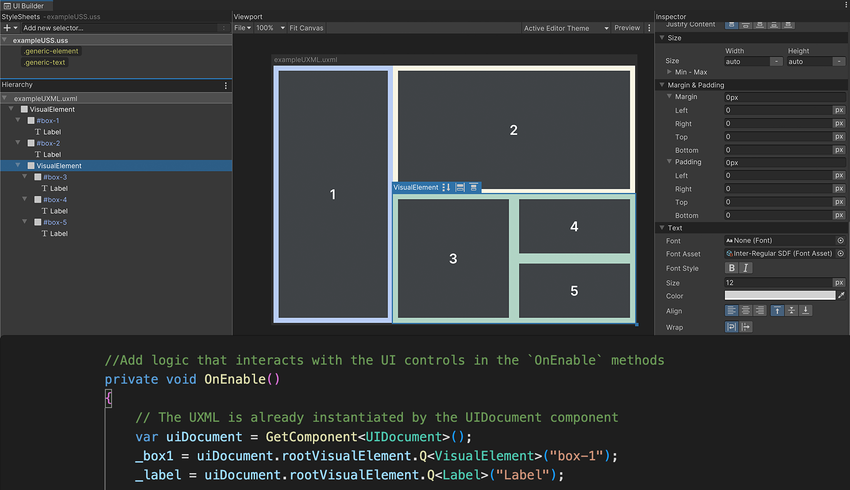 UI Builder
StyleSheets - exampleUSS.uss
Add new selector...
exampleUSS.uss
.generic-element
.generic-text
Hierarchy
exampleUXML.uxml
VisualElement
#box-1
Label
#box-2
Label
VisualElement
#box-3
Label
#box-4
Label
#box-5
Label
Viewport
File 100% Fit Canvas Active Editor Theme Preview
exampleUXML.uxml
1
2
VisualElement
3
4
5
Inspector
Justify Content
Size
Width Height
Size auto - auto -
Min - Max
Margin & Padding
Margin 0px
Left 0 px
Right 0 px
Top 0 px
Bottom 0 px
Padding 0px
Left 0 px
Right 0 px
Top 0 px
Bottom 0 px
Text
Font Aa None (Font)
Font Asset Inter-Regular SDF (Font Asset)
Font Style B I
Size 12 px
Color
Align
Wrap
//Add logic that interacts with the UI controls in the `OnEnable` methods
private void OnEnable()
{
// The UXML is already instantiated by the UIDocument component
var uiDocument = GetComponent<UIDocument>();
_box1 = uiDocument.rootVisualElement.Q<VisualElement>("box-1");
_label = uiDocument.rootVisualElement.Q<Label>("Label");